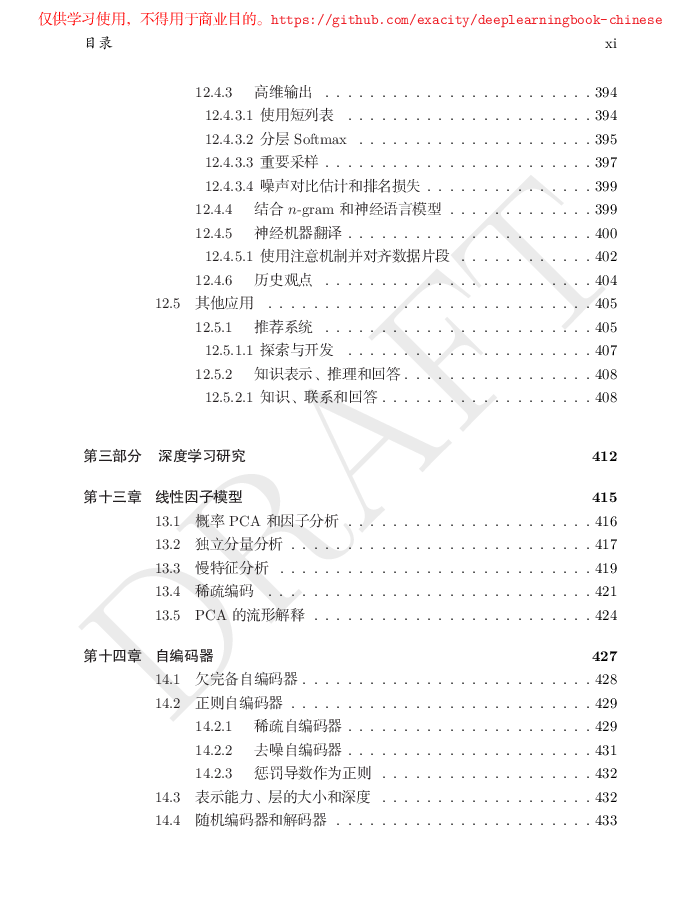 仅供学习使用，不得用于商业目的。https://github.com/exacity/deeplearningbook-chinese
目录 xi
12.4.3 高维输出 . . . . . . . . . . . . . . . . . . . . . . . . 394
12.4.3.1 使用短列表 . . . . . . . . . . . . . . . . . . . . . . 394
12.4.3.2 分层 Softmax . . . . . . . . . . . . . . . . . . . . . 395
12.4.3.3 重要采样 . . . . . . . . . . . . . . . . . . . . . . . . 397
12.4.3.4 噪声对比估计和排名损失 . . . . . . . . . . . . . . . 399
12.4.4 结合 n-gram 和神经语言模型 . . . . . . . . . . . . . 399
12.4.5 神经机器翻译 . . . . . . . . . . . . . . . . . . . . . . 400
12.4.5.1 使用注意机制并对齐数据片段 . . . . . . . . . . . . 402
12.4.6 历史观点 . . . . . . . . . . . . . . . . . . . . . . . . 404
12.5 其他应用 . . . . . . . . . . . . . . . . . . . . . . . . . . . . . 405
12.5.1 推荐系统 . . . . . . . . . . . . . . . . . . . . . . . . 405
12.5.1.1 探索与开发 . . . . . . . . . . . . . . . . . . . . . . 407
12.5.2 知识表示、推理和回答 . . . . . . . . . . . . . . . . . 408
12.5.2.1 知识、联系和回答 . . . . . . . . . . . . . . . . . . . 408
第三部分 深度学习研究 412
第十三章 线性因子模型 415
13.1 概率 PCA 和因子分析 . . . . . . . . . . . . . . . . . . . . . . 416
13.2 独立分量分析 . . . . . . . . . . . . . . . . . . . . . . . . . . . 417
13.3 慢特征分析 . . . . . . . . . . . . . . . . . . . . . . . . . . . . 419
13.4 稀疏编码 . . . . . . . . . . . . . . . . . . . . . . . . . . . . . 421
13.5 PCA 的流形解释 . . . . . . . . . . . . . . . . . . . . . . . . . 424
第十四章 自编码器 427
14.1 欠完备自编码器 . . . . . . . . . . . . . . . . . . . . . . . . . . 428
14.2 正则自编码器 . . . . . . . . . . . . . . . . . . . . . . . . . . . 429
14.2.1 稀疏自编码器 . . . . . . . . . . . . . . . . . . . . . . 429
14.2.2 去噪自编码器 . . . . . . . . . . . . . . . . . . . . . . 431
14.2.3 惩罚导数作为正则 . . . . . . . . . . . . . . . . . . . 432
14.3 表示能力、层的大小和深度 . . . . . . . . . . . . . . . . . . . 432
14.4 随机编码器和解码器 . . . . . . . . . . . . . . . . . . . . . . . 433
DRAFT